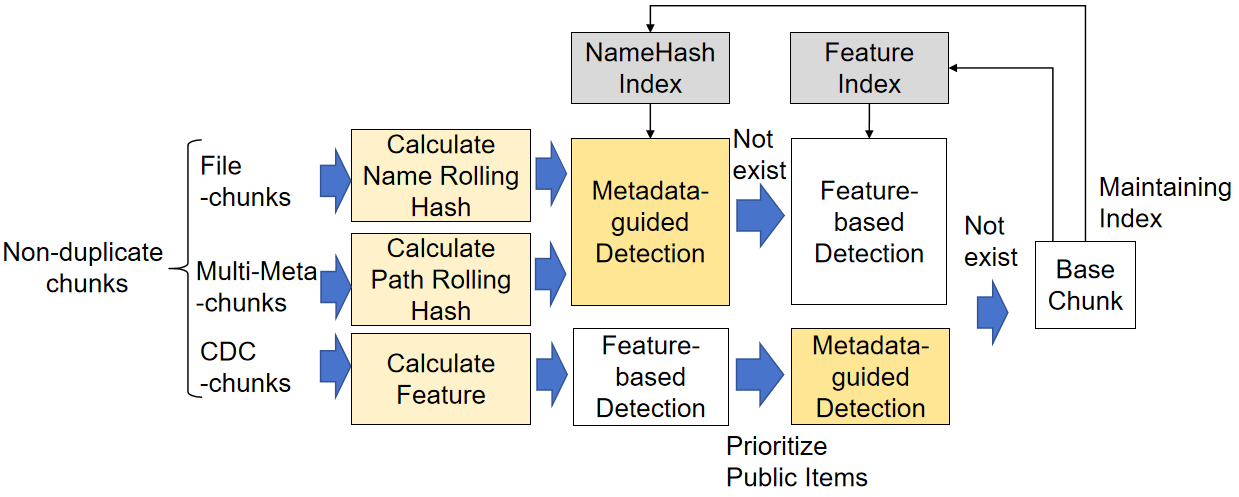 NameHash
Index
Feature
Index
Non-duplicate
chunks
File
-chunks
Multi-Meta
-chunks
CDC
-chunks
Calculate
Name Rolling
Hash
Calculate
Path Rolling
Hash
Calculate
Feature
Metadata-
guided
Detection
Not
exist
Feature-
based
Detection
Feature-
based
Detection
Prioritize
Public Items
Metadata-
guided
Detection
Not
exist
Base
Chunk
Maintaining
Index